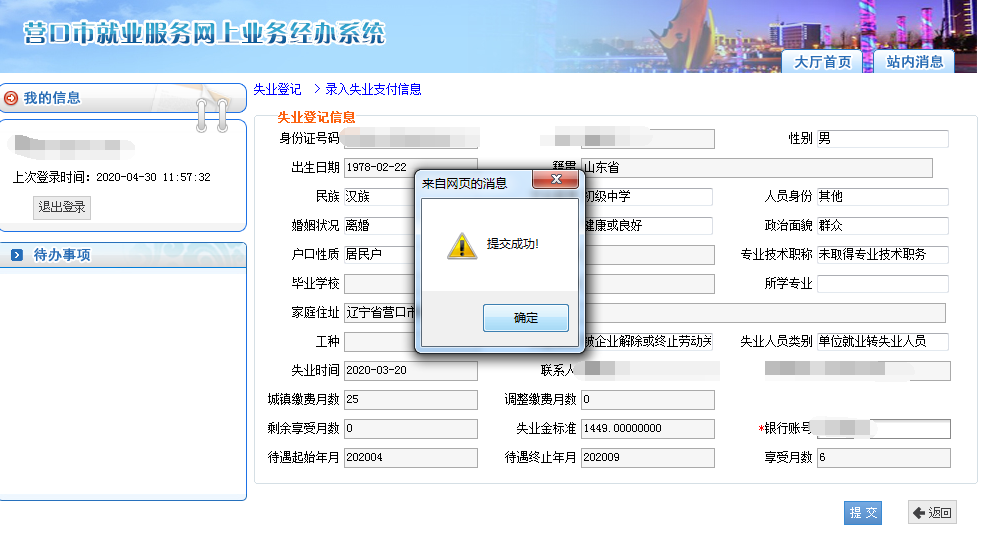 营口市就业服务网上业务经办系统
大厅首页 站内消息
我的信息
上次登录时间：2020-04-30 11:57:32
退出登录
待办事项
失业登记 > 录入失业支付信息
失业登记信息
身份证号码 性别 男
出生日期 1978-02-22 籍贯 山东省
民族 汉族 初级中学 人员身份 其他
婚姻状况 离婚 健康或良好 政治面貌 群众
户口性质 居民户 专业技术职称 未取得专业技术职务
毕业学校 所学专业
家庭住址 辽宁省营口市
工种 被企业解除或终止劳动关 失业人员类别 单位就业转失业人员
失业时间 2020-03-20 联系人
城镇缴费月数 25 调整缴费月数 0
剩余享受月数 0 失业金标准 1449.00000000 *银行账号
待遇起始年月 202004 待遇终止年月 202009 享受月数 6
提交 返回
来自网页的消息
提交成功!
确定